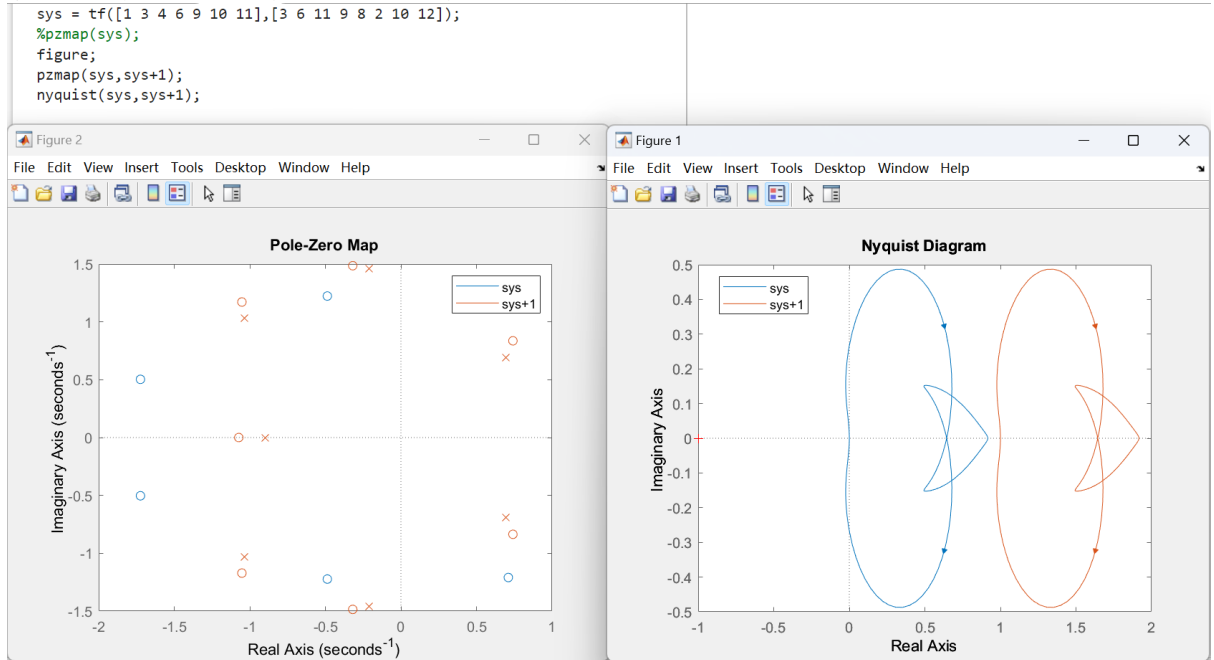 sys = tf([1 3 4 6 9 10 11],[3 6 11 9 8 2 10 12]);
%pzmap(sys);
figure;
pzmap(sys,sys+1);
nyquist(sys,sys+1);
Figure 2
File Edit View Insert Tools Desktop Window Help
Pole-Zero Map
sys
sys+1
1.5
1
0.5
0
-0.5
-1
-1.5
Imaginary Axis (seconds⁻¹)
-2 -1.5 -1 -0.5 0 0.5 1
Real Axis (seconds⁻¹)
Figure 1
File Edit View Insert Tools Desktop Window Help
Nyquist Diagram
sys
sys+1
0.5
0.4
0.3
0.2
0.1
0
-0.1
-0.2
-0.3
-0.4
-0.5
Imaginary Axis
-1 -0.5 0 0.5 1 1.5 2
Real Axis